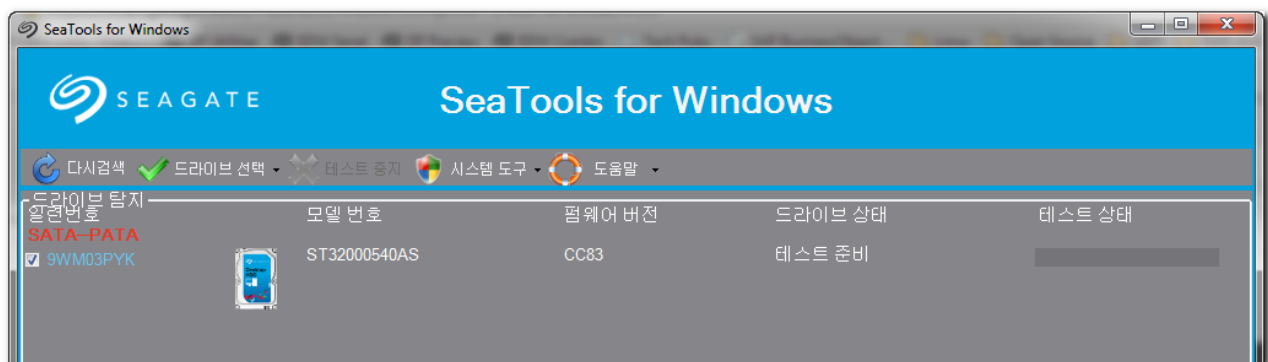 SeaTools for Windows
SEAGATE
SeaTools for Windows
다시검색 드라이브 선택 테스트 중지 시스템 도구 도움말
드라이브 탐지
일련번호 모델 번호 펌웨어 버전 드라이브 상태 테스트 상태
SATA-PATA
9WM03PYK ST32000540AS CC83 테스트 준비